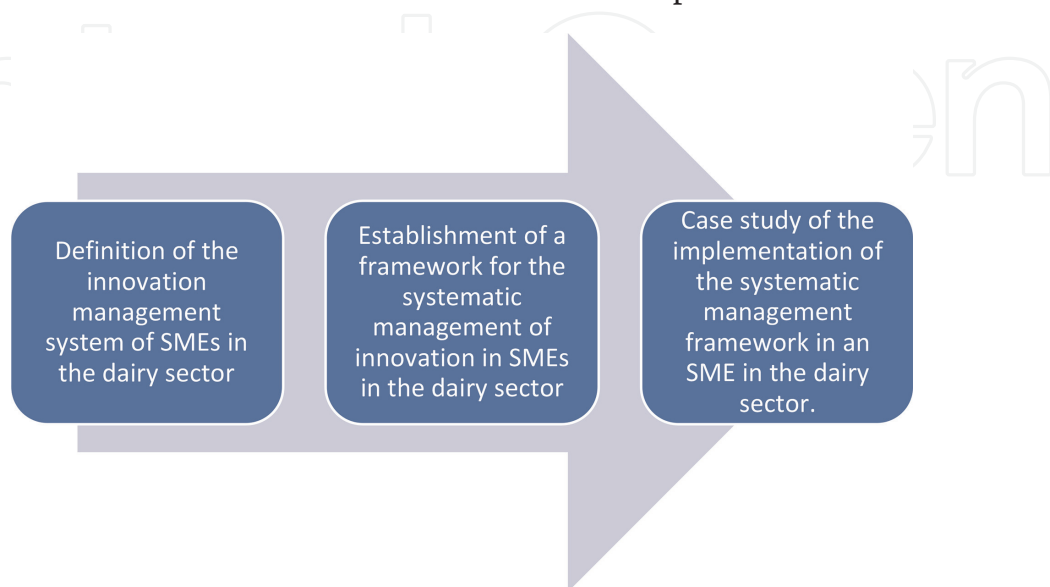 Definition of the
innovation
management
system of SMEs in
the dairy sector
Establishment of a
framework for the
systematic
management of
innovation in SMEs
in the dairy sector
Case study of the
implementation of
the systematic
management
framework in an
SME in the dairy
sector.